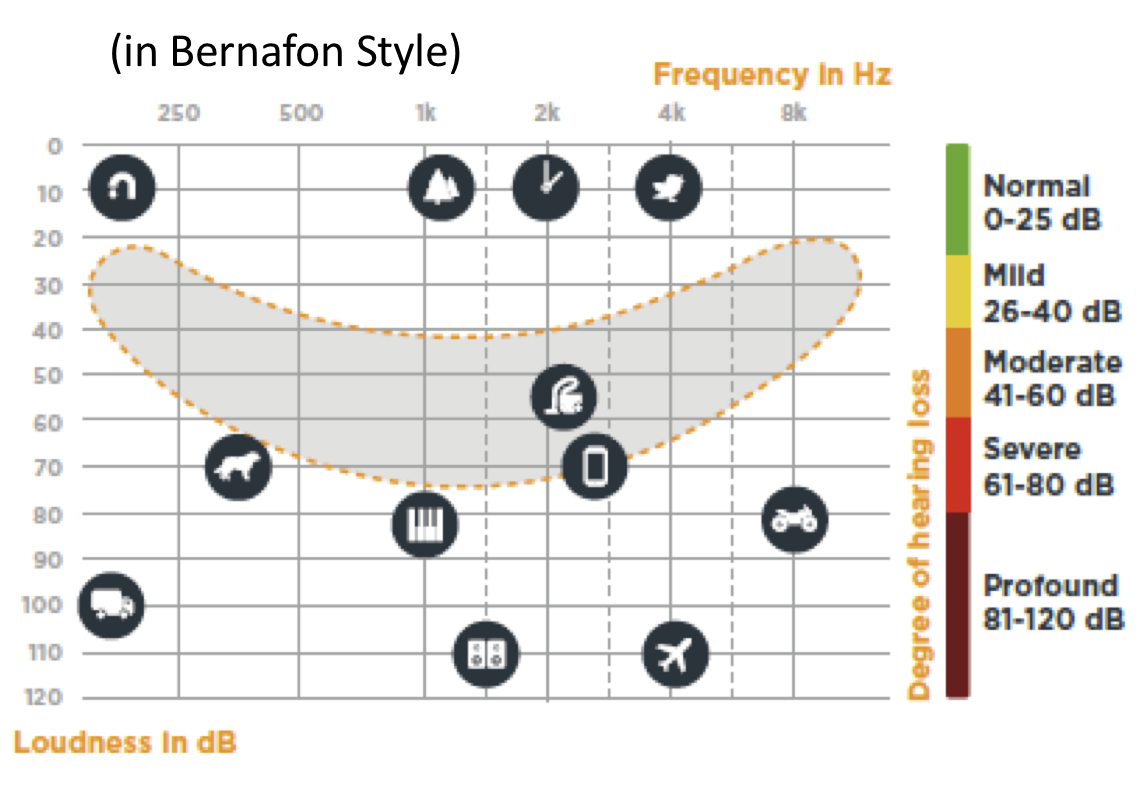 (in Bernafon Style)
Frequency in Hz
250 500 1k 2k 4k 8k
0
10
20
30
40
50
60
70
80
90
100
110
120
Loudness in dB
Degree of hearing loss
Normal
0-25 dB
Mild
26-40 dB
Moderate
41-60 dB
Severe
61-80 dB
Profound
81-120 dB